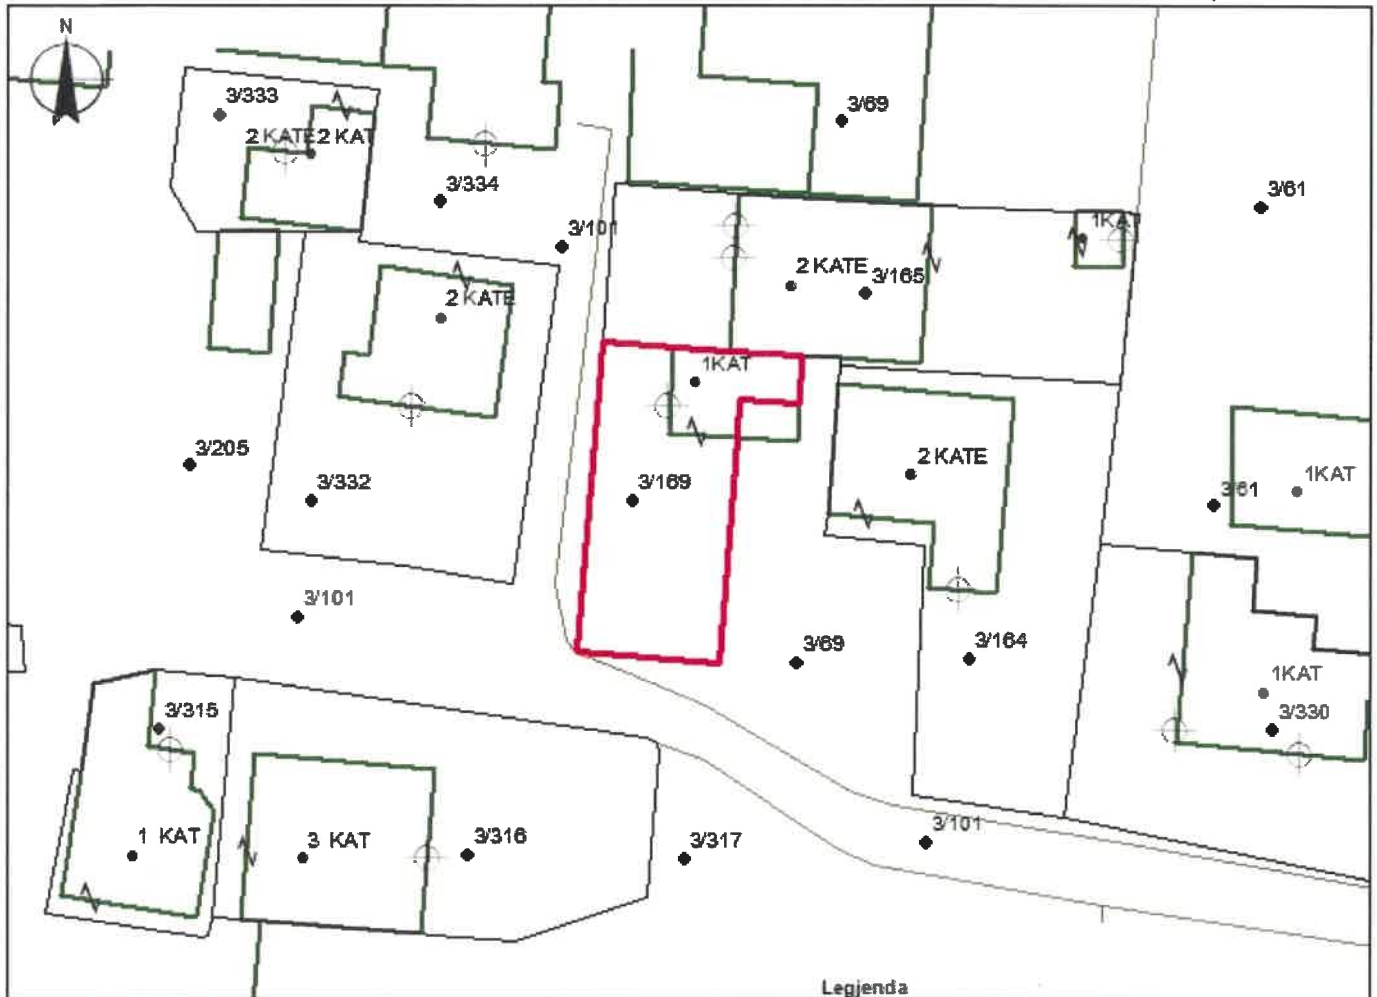 N
3/333
3/69
2 KATE 2 KAT
3/334
3/61
3/101
1KAT
2 KATE
3/165
2 KATE
1KAT
3/205
2 KATE
3/332
3/169
3/61
1KAT
3/101
3/69
3/164
1KAT
3/315
3/330
1 KAT
3 KAT
3/316
3/317
3/101
Legjenda